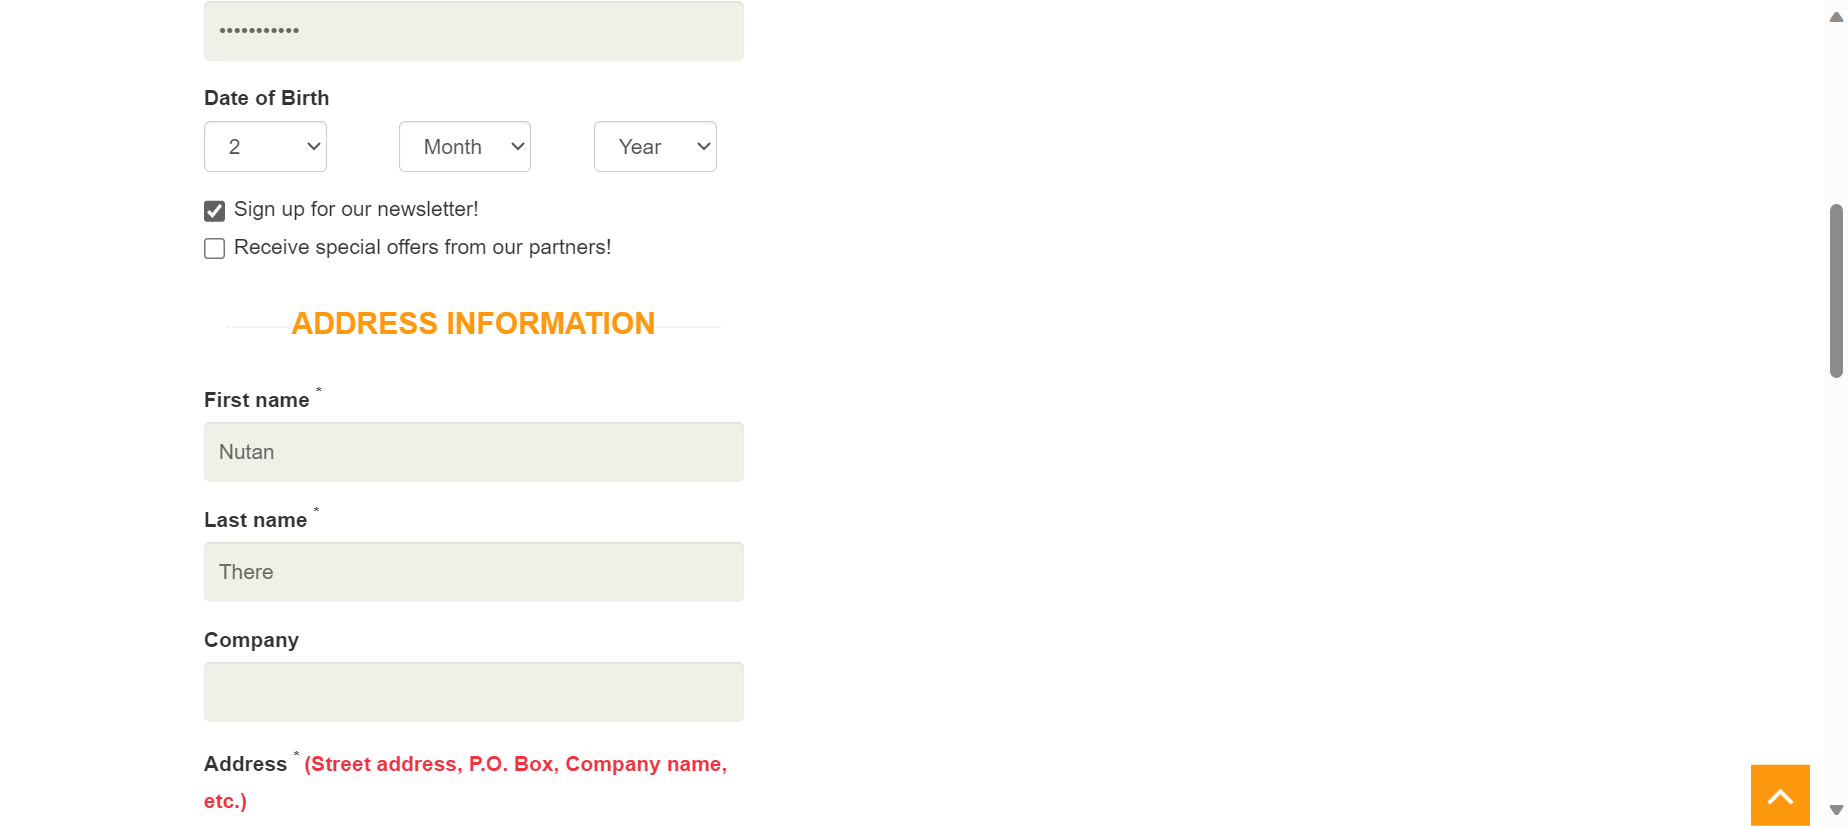 •••••••••••
Date of Birth
2 Month Year
Sign up for our newsletter!
Receive special offers from our partners!
ADDRESS INFORMATION
First name *
Nutan
Last name *
There
Company
Address * (Street address, P.O. Box, Company name,
etc.)